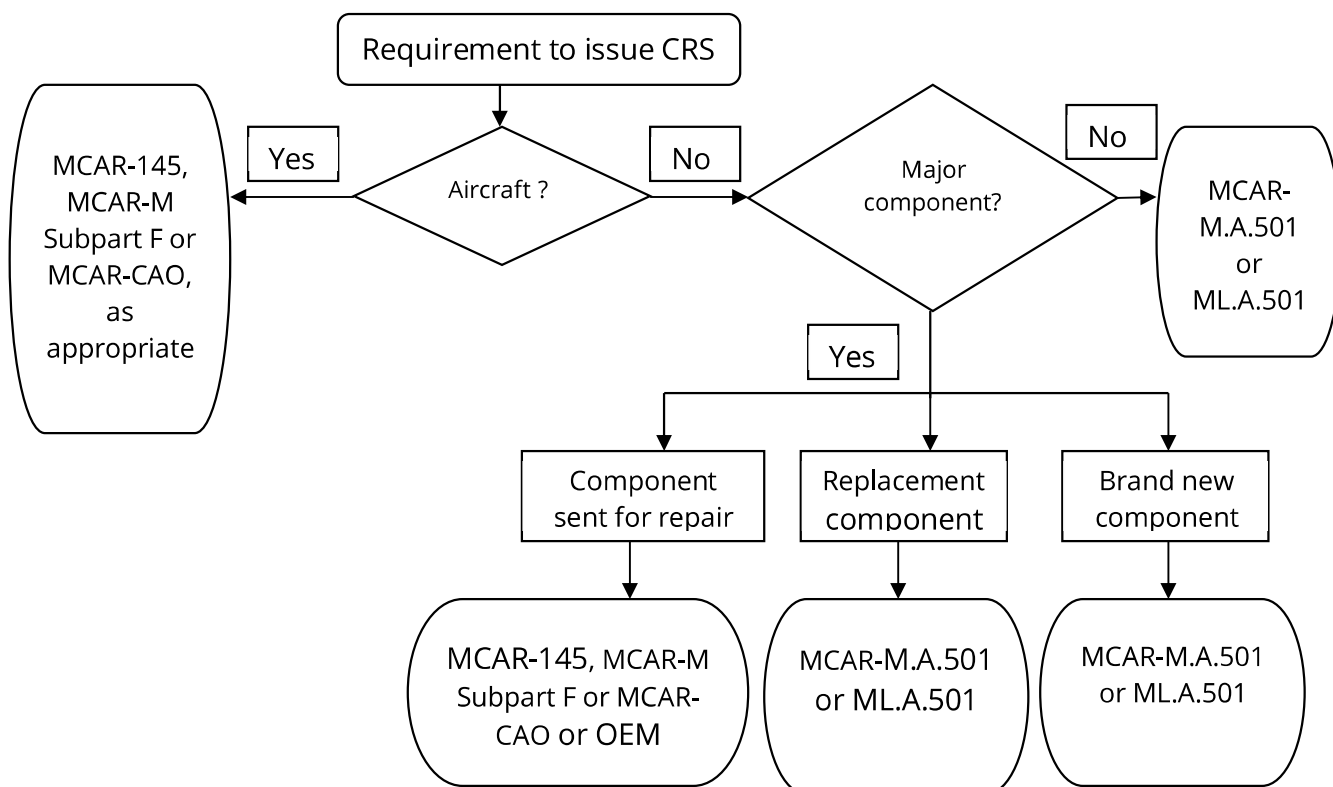 Requirement to issue CRS
Yes
Aircraft ?
No
Major
component?
No
MCAR-145,
MCAR-M
Subpart F or
MCAR-CAO,
as
appropriate
MCAR-
M.A.501
or
ML.A.501
Yes
Component
sent for repair
Replacement
component
Brand new
component
MCAR-145, MCAR-M
Subpart F or MCAR-
CAO or OEM
MCAR-M.A.501
or ML.A.501
MCAR-M.A.501
or ML.A.501